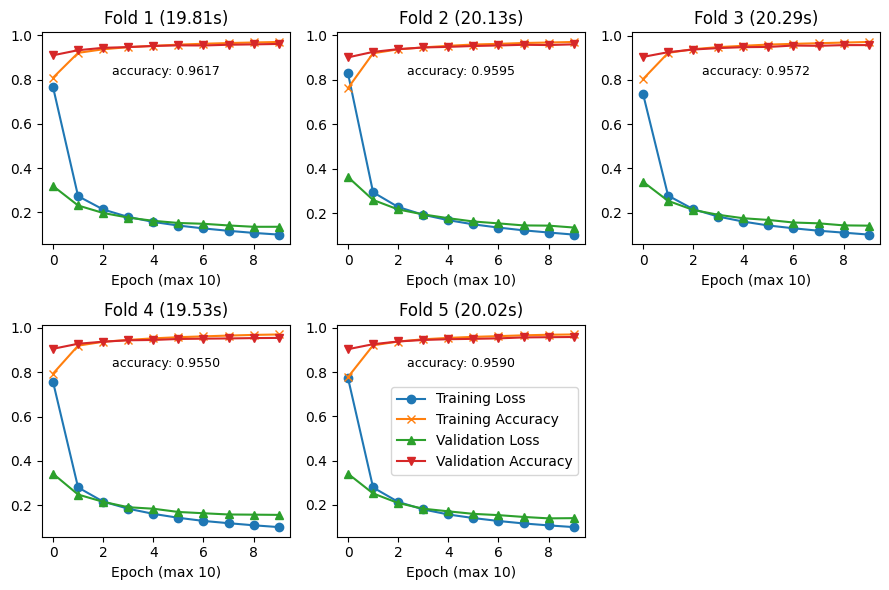 Fold 1 (19.81s)
1.0
0.8
0.6
0.4
0.2
accuracy: 0.9617
0 2 4 6 8
Epoch (max 10)
Fold 2 (20.13s)
1.0
0.8
0.6
0.4
0.2
accuracy: 0.9595
0 2 4 6 8
Epoch (max 10)
Fold 3 (20.29s)
1.0
0.8
0.6
0.4
0.2
accuracy: 0.9572
0 2 4 6 8
Epoch (max 10)
Fold 4 (19.53s)
1.0
0.8
0.6
0.4
0.2
accuracy: 0.9550
0 2 4 6 8
Epoch (max 10)
Fold 5 (20.02s)
1.0
0.8
0.6
0.4
0.2
accuracy: 0.9590
Training Loss
Training Accuracy
Validation Loss
Validation Accuracy
0 2 4 6 8
Epoch (max 10)